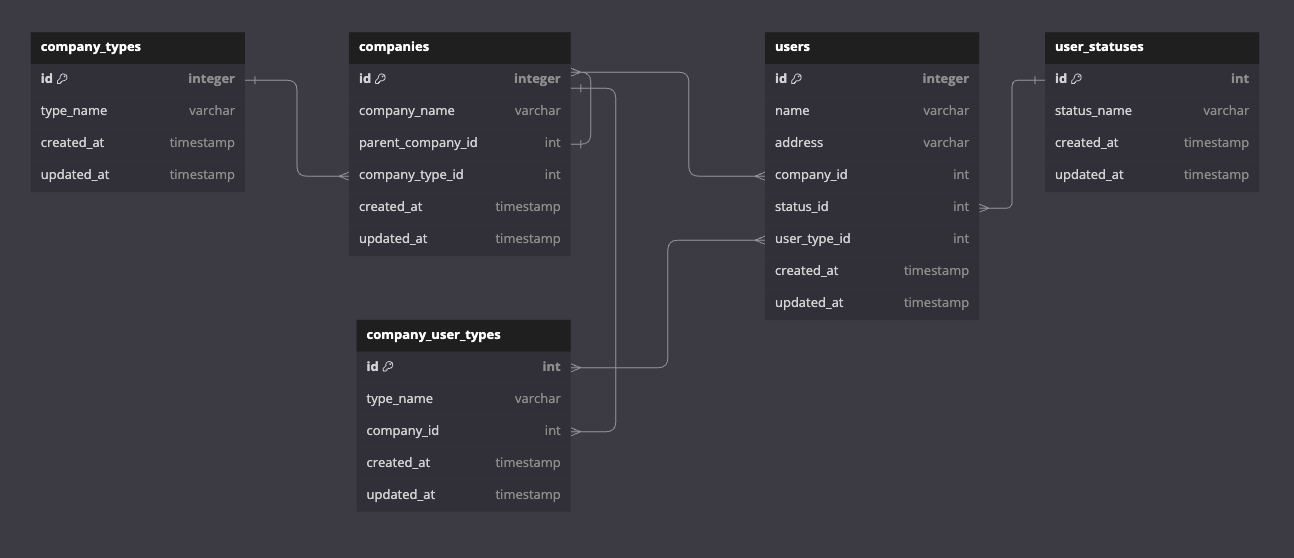 company_types
id integer
type_name varchar
created_at timestamp
updated_at timestamp
companies
id integer
company_name varchar
parent_company_id int
company_type_id int
created_at timestamp
updated_at timestamp
company_user_types
id int
type_name varchar
company_id int
created_at timestamp
updated_at timestamp
users
id integer
name varchar
address varchar
company_id int
status_id int
user_type_id int
created_at timestamp
updated_at timestamp
user_statuses
id int
status_name varchar
created_at timestamp
updated_at timestamp